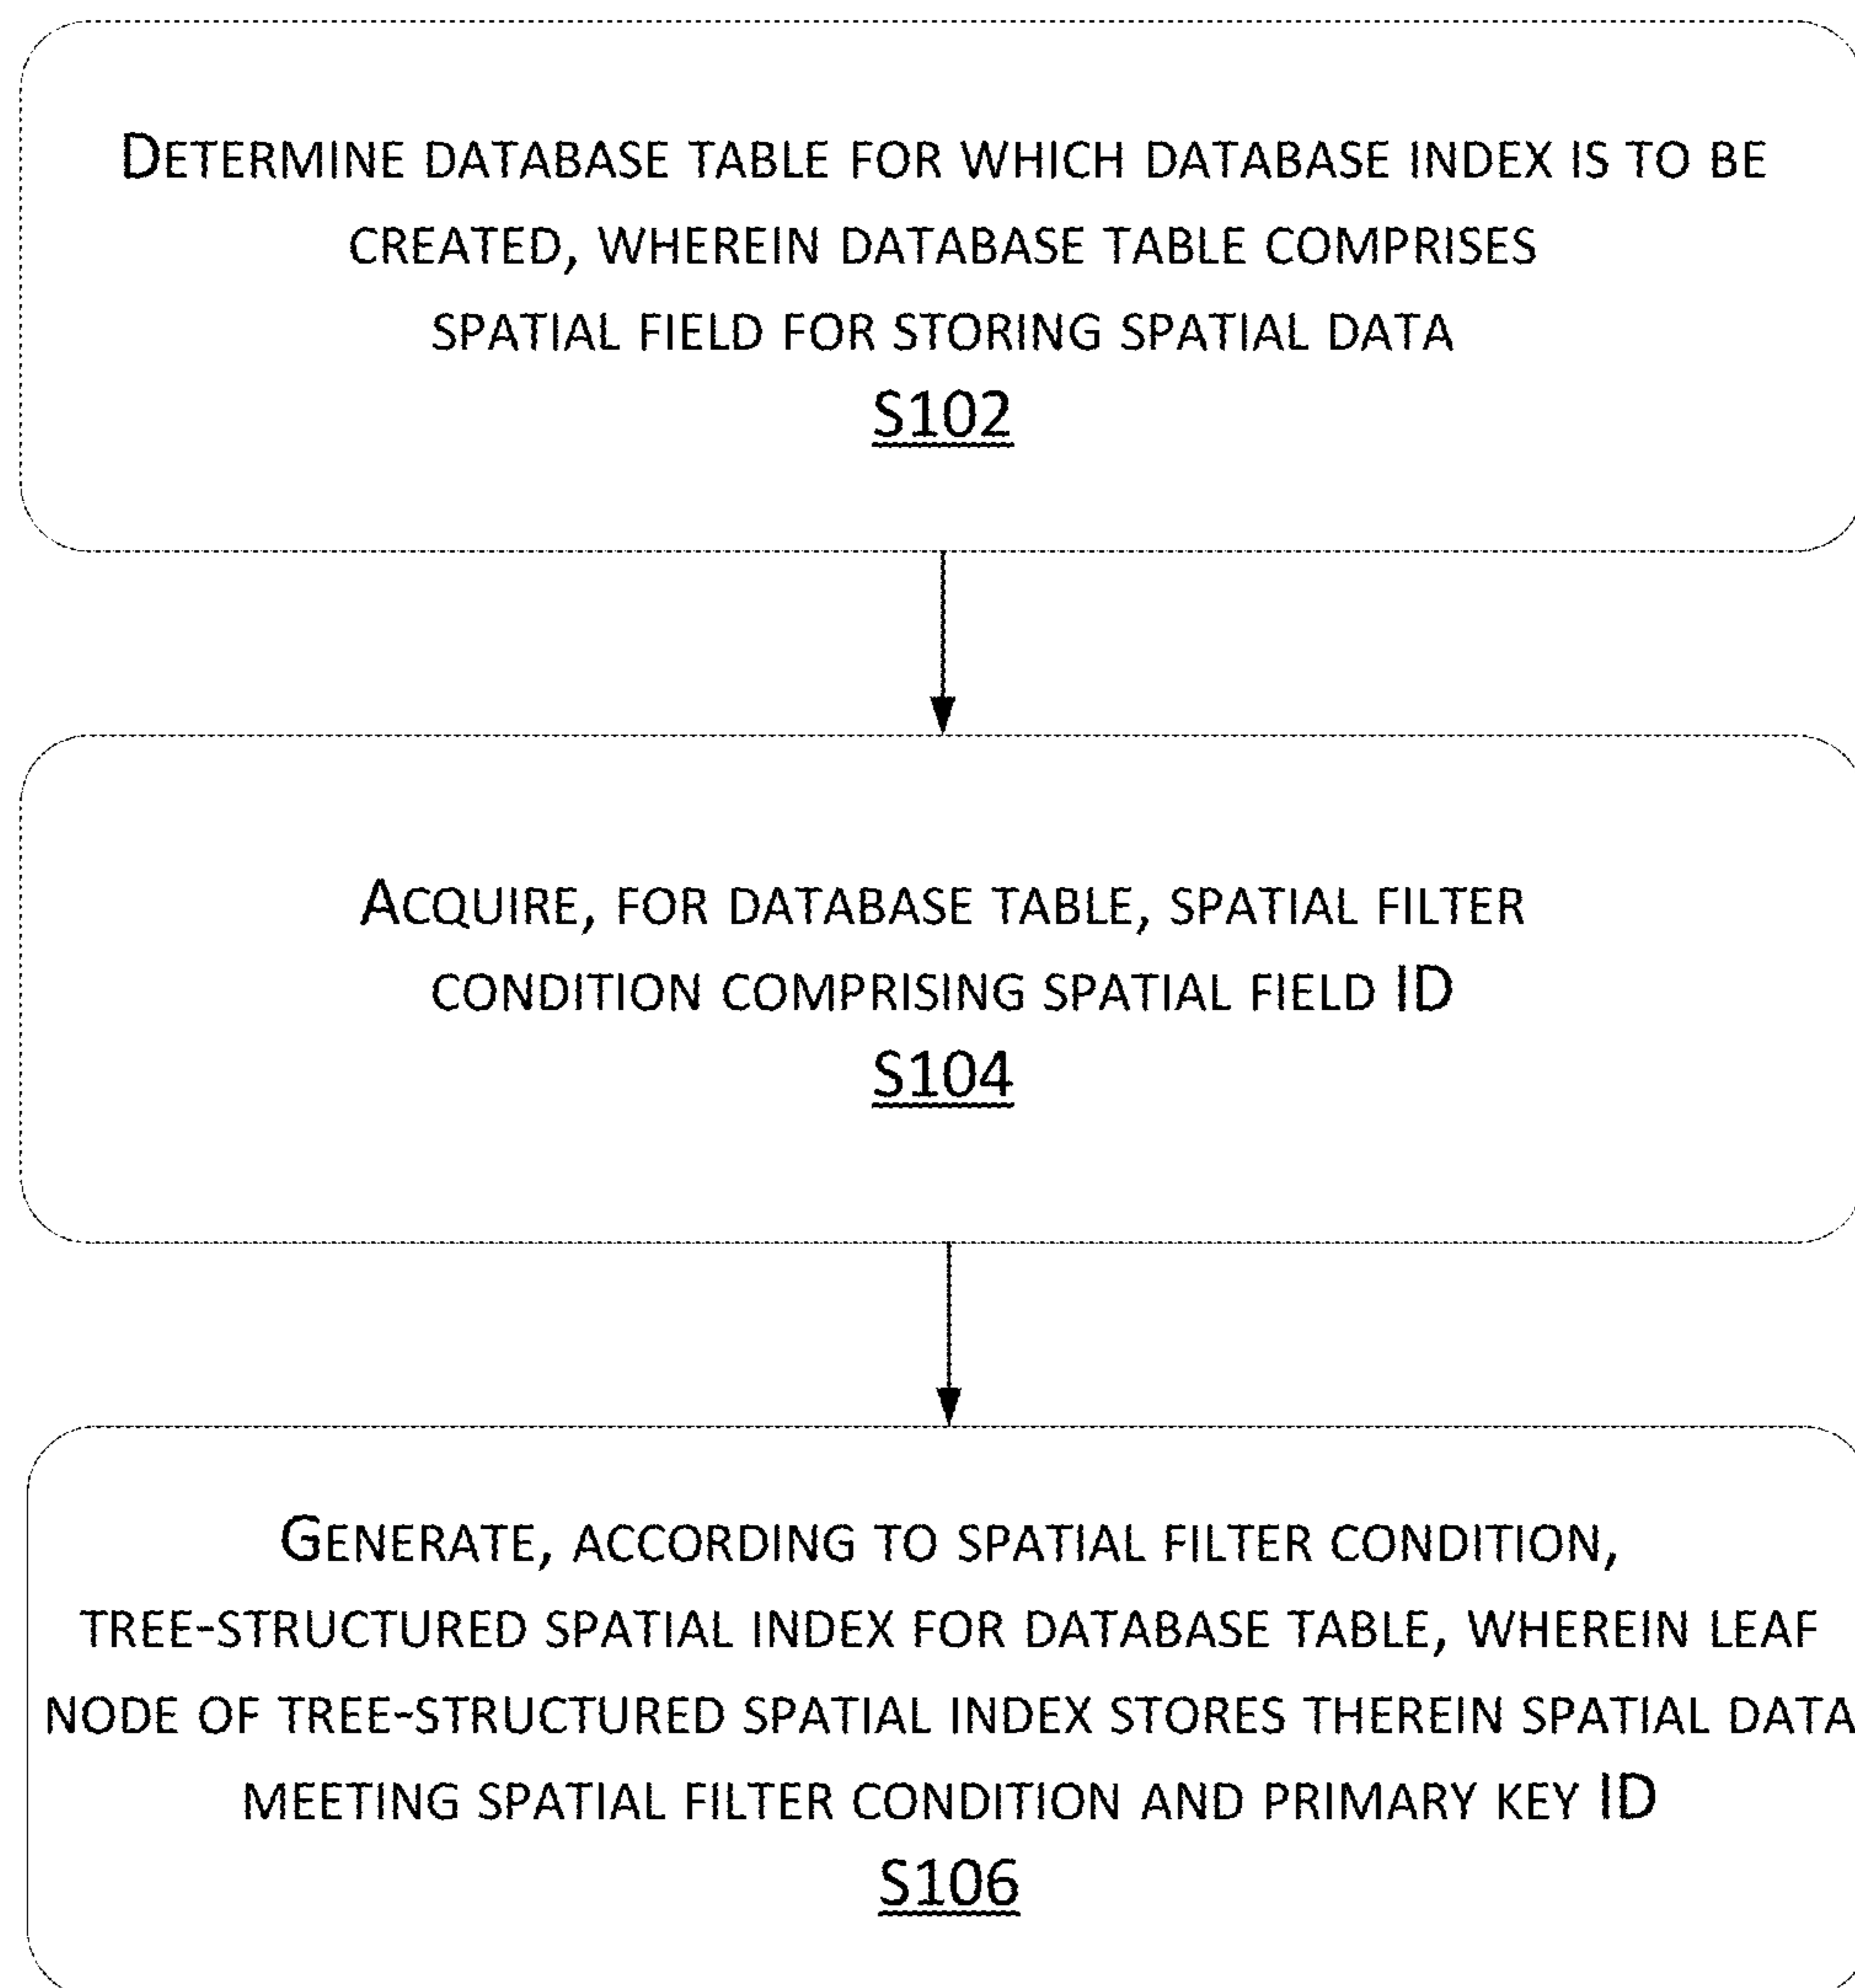 DETERMINE DATABASE TABLE FOR WHICH DATABASE INDEX IS TO BE
CREATED, WHEREIN DATABASE TABLE COMPRISES
SPATIAL FIELD FOR STORING SPATIAL DATA
S102
ACQUIRE, FOR DATABASE TABLE, SPATIAL FILTER
CONDITION COMPRISING SPATIAL FIELD ID
S104
GENERATE, ACCORDING TO SPATIAL FILTER CONDITION,
TREE-STRUCTURED SPATIAL INDEX FOR DATABASE TABLE, WHEREIN LEAF
NODE OF TREE-STRUCTURED SPATIAL INDEX STORES THEREIN SPATIAL DATA
MEETING SPATIAL FILTER CONDITION AND PRIMARY KEY ID
S106